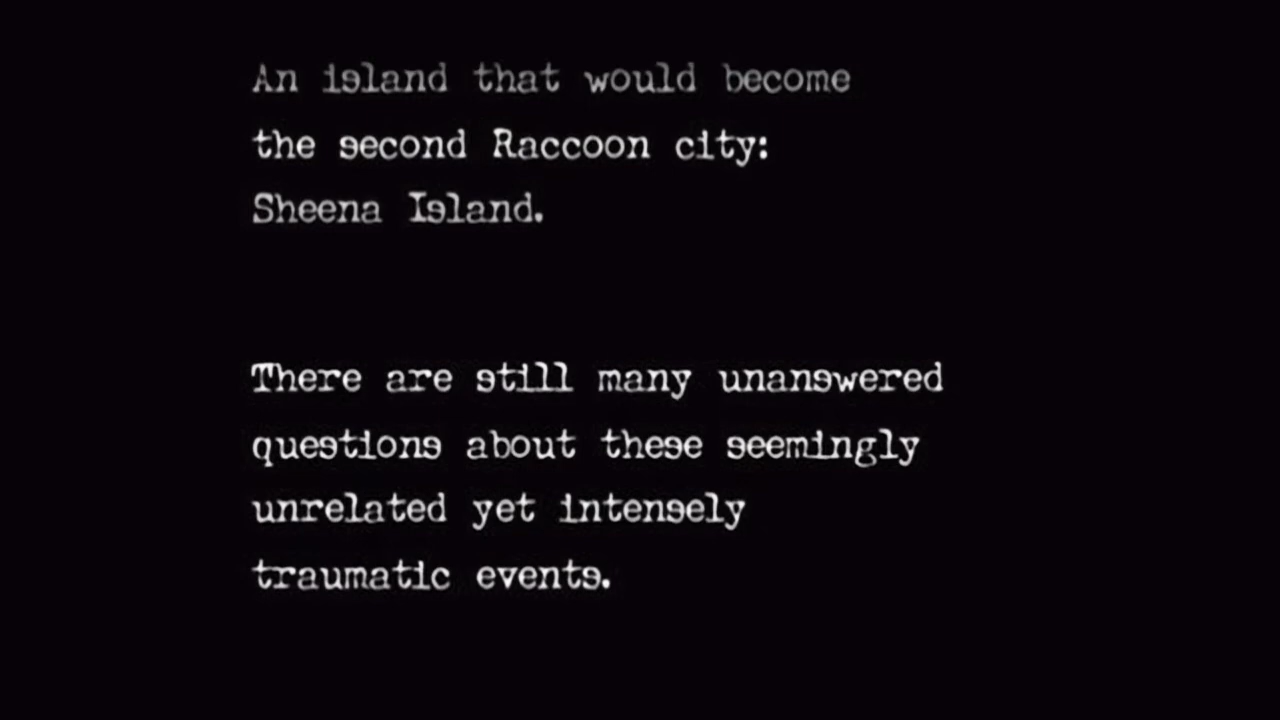 An island that would become
the second Raccoon city:
Sheena Island.
There are still many unanswered
questions about these seemingly
unrelated yet intensely
traumatic events.